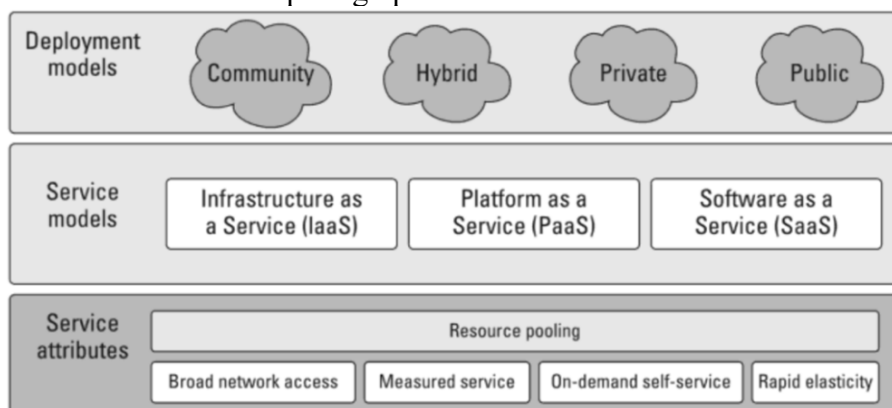 Deployment models
Community
Hybrid
Private
Public
Service models
Infrastructure as
a Service (IaaS)
Platform as a
Service (PaaS)
Software as a
Service (SaaS)
Service
attributes
Resource pooling
Broad network access
Measured service
On-demand self-service
Rapid elasticity